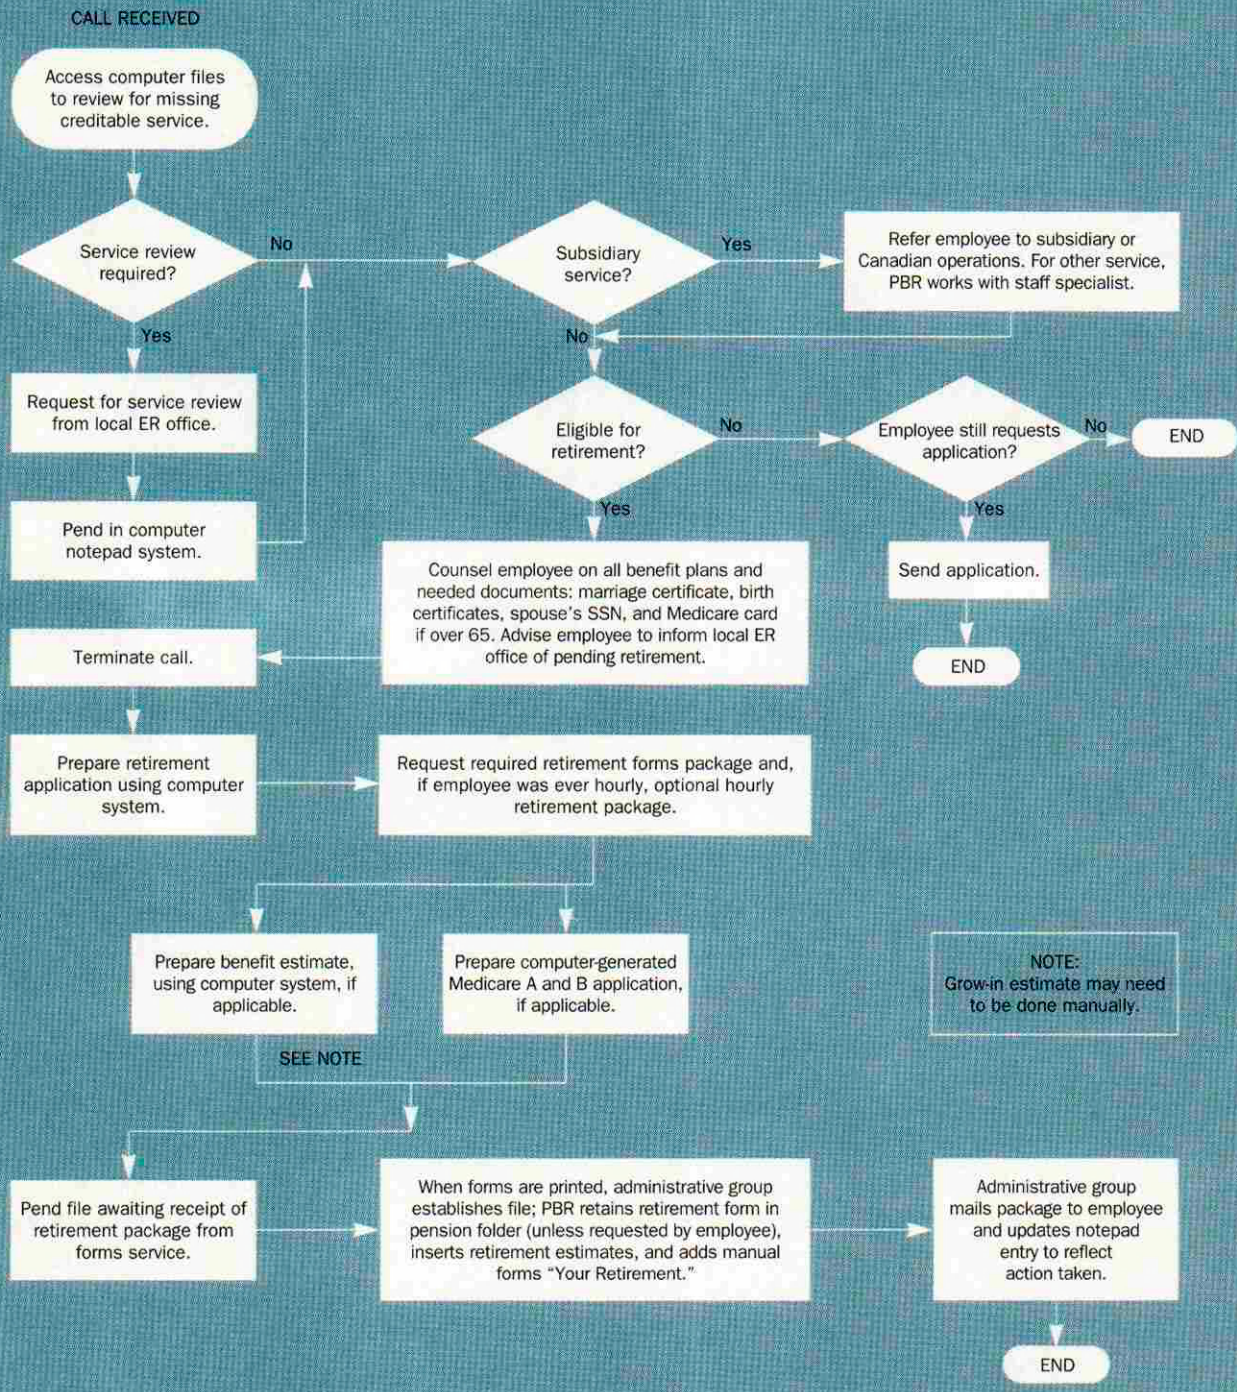 CALL RECEIVED
Access computer files
to review for missing
creditable service.
Service review
required?
No
Yes
Subsidiary
service?
Yes
No
Refer employee to subsidiary or
Canadian operations. For other service,
PBR works with staff specialist.
Request for service review
from local ER office.
Pend in computer
notepad system.
Eligible for
retirement?
No
Yes
Employee still requests
application?
No
END
Yes
Send application.
END
Counsel employee on all benefit plans and
needed documents: marriage certificate, birth
certificates, spouse's SSN, and Medicare card
if over 65. Advise employee to inform local ER
office of pending retirement.
Terminate call.
Prepare retirement
application using computer
system.
Request required retirement forms package and,
if employee was ever hourly, optional hourly
retirement package.
Prepare benefit estimate,
using computer system, if
applicable.
Prepare computer-generated
Medicare A and B application,
if applicable.
NOTE:
Grow-in estimate may need
to be done manually.
SEE NOTE
Pend file awaiting receipt of
retirement package from
forms service.
When forms are printed, administrative group
establishes file; PBR retains retirement form in
pension folder (unless requested by employee),
inserts retirement estimates, and adds manual
forms “Your Retirement.”
Administrative group
mails package to employee
and updates notepad
entry to reflect
action taken.
END